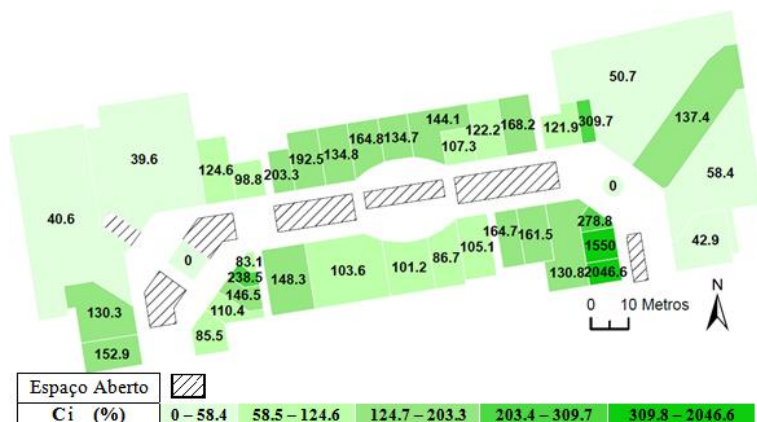 50.7
144.1
137.4
39.6
192.5 134.8 164.8 134.7 107.3 122.2 168.2 121.9 309.7
124.6 98.8 203.3
58.4
40.6
0
278.8
42.9
0
83.1
238.5
146.5
110.4
85.5
148.3 103.6 101.2 86.7 105.1 164.7 161.5
1550
130.8 2046.6
130.3
152.9
0 10 Metros
N
Espaço Aberto
Ci (%) 0 – 58.4 58.5 – 124.6 124.7 – 203.3 203.4 – 309.7 309.8 – 2046.6